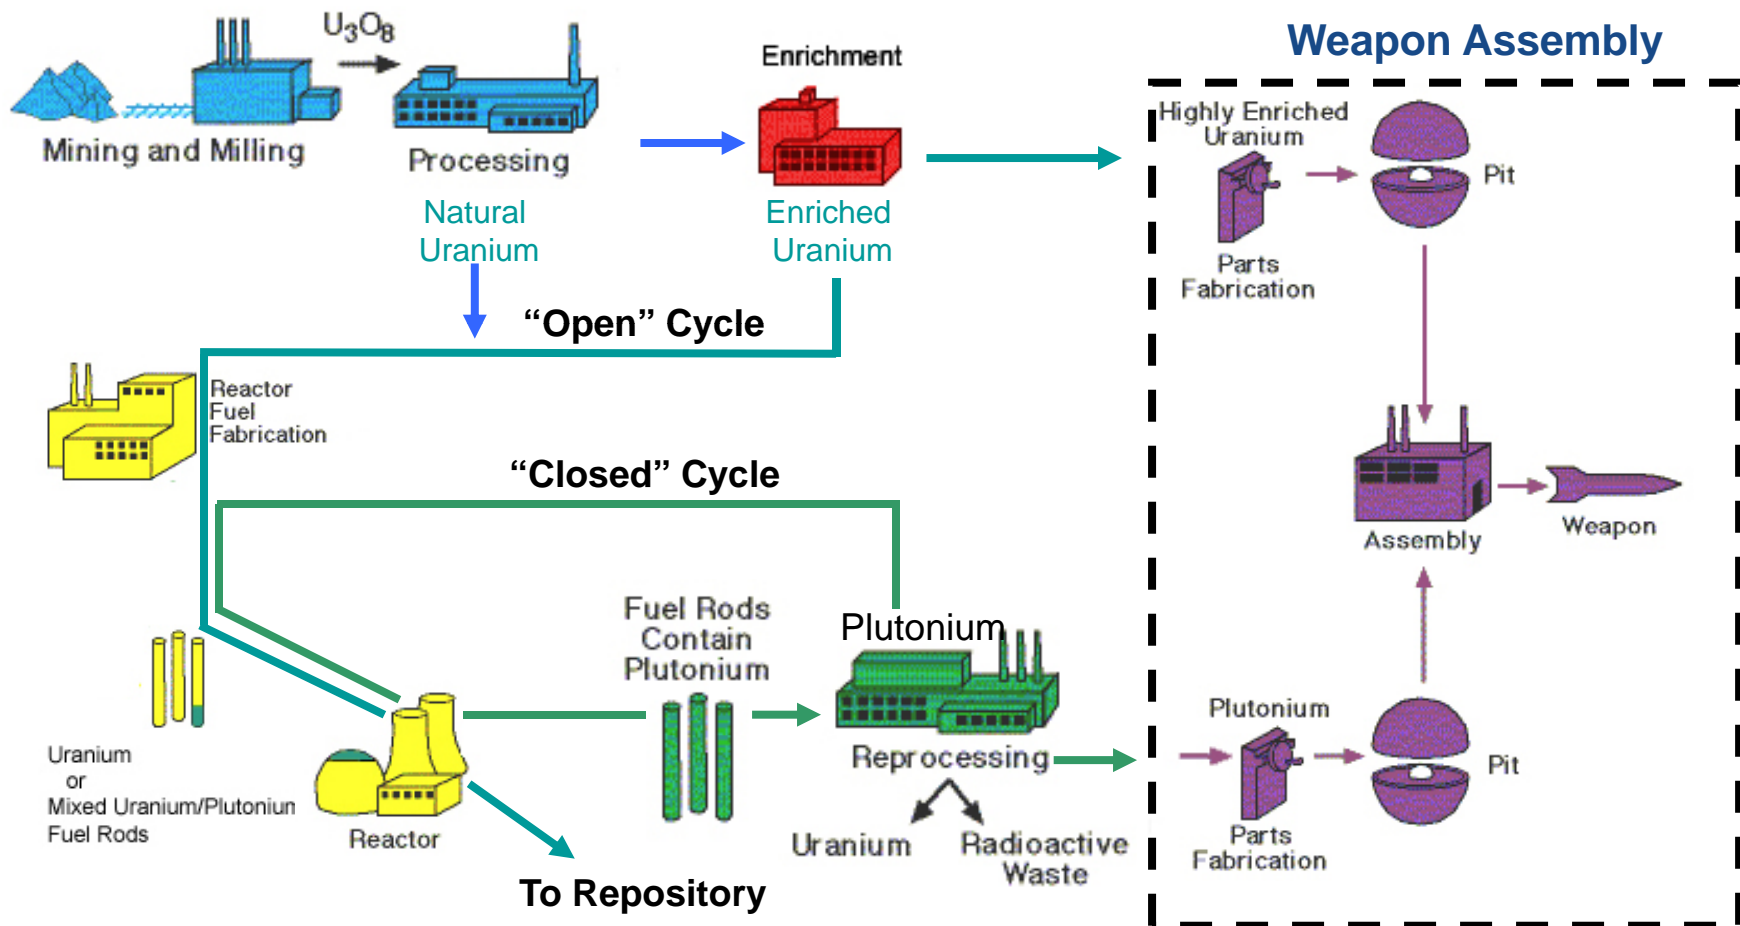 U₃O₈
Weapon Assembly
Enrichment
Mining and Milling
Processing
Natural
Uranium
Enriched
Uranium
Highly Enriched
Uranium
Pit
Parts
Fabrication
“Open” Cycle
Reactor
Fuel
Fabrication
“Closed” Cycle
Assembly
Weapon
Fuel Rods
Contain
Plutonium
Plutonium
Reprocessing
Uranium
Radioactive
Waste
Uranium
or
Mixed Uranium/Plutoniun
Fuel Rods
Reactor
To Repository
Plutonium
Pit
Parts
Fabrication